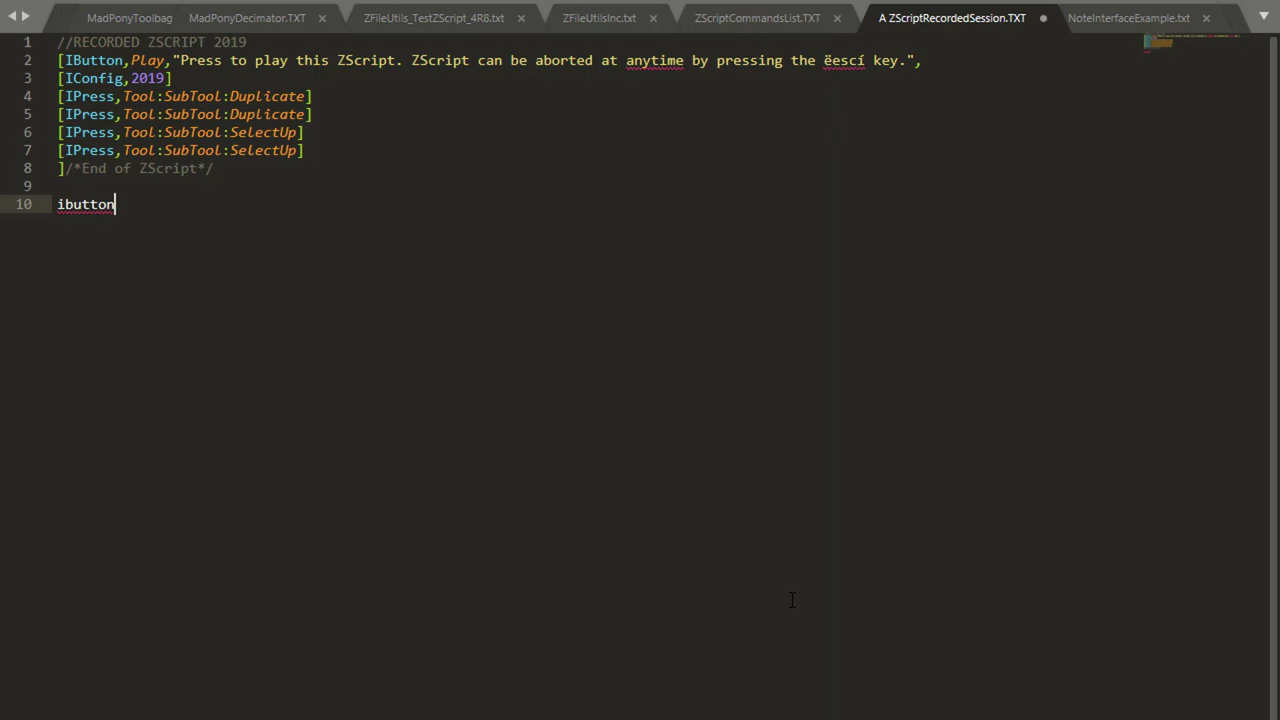 MadPonyToolbag MadPonyDecimator.TXT ZFileUtils_TestZScript_4R8.txt ZFileUtilsInc.txt ZScriptCommandsList.TXT A ZScriptRecordedSession.TXT NoteInterfaceExample.txt
1 //RECORDED ZSCRIPT 2019
2 [IButton,Play,"Press to play this ZScript. ZScript can be aborted at anytime by pressing the ëescí key.",
3 [IConfig,2019]
4 [IPress,Tool:SubTool:Duplicate]
5 [IPress,Tool:SubTool:Duplicate]
6 [IPress,Tool:SubTool:SelectUp]
7 [IPress,Tool:SubTool:SelectUp]
8 ]/*End of ZScript*/
9
10 ibutton